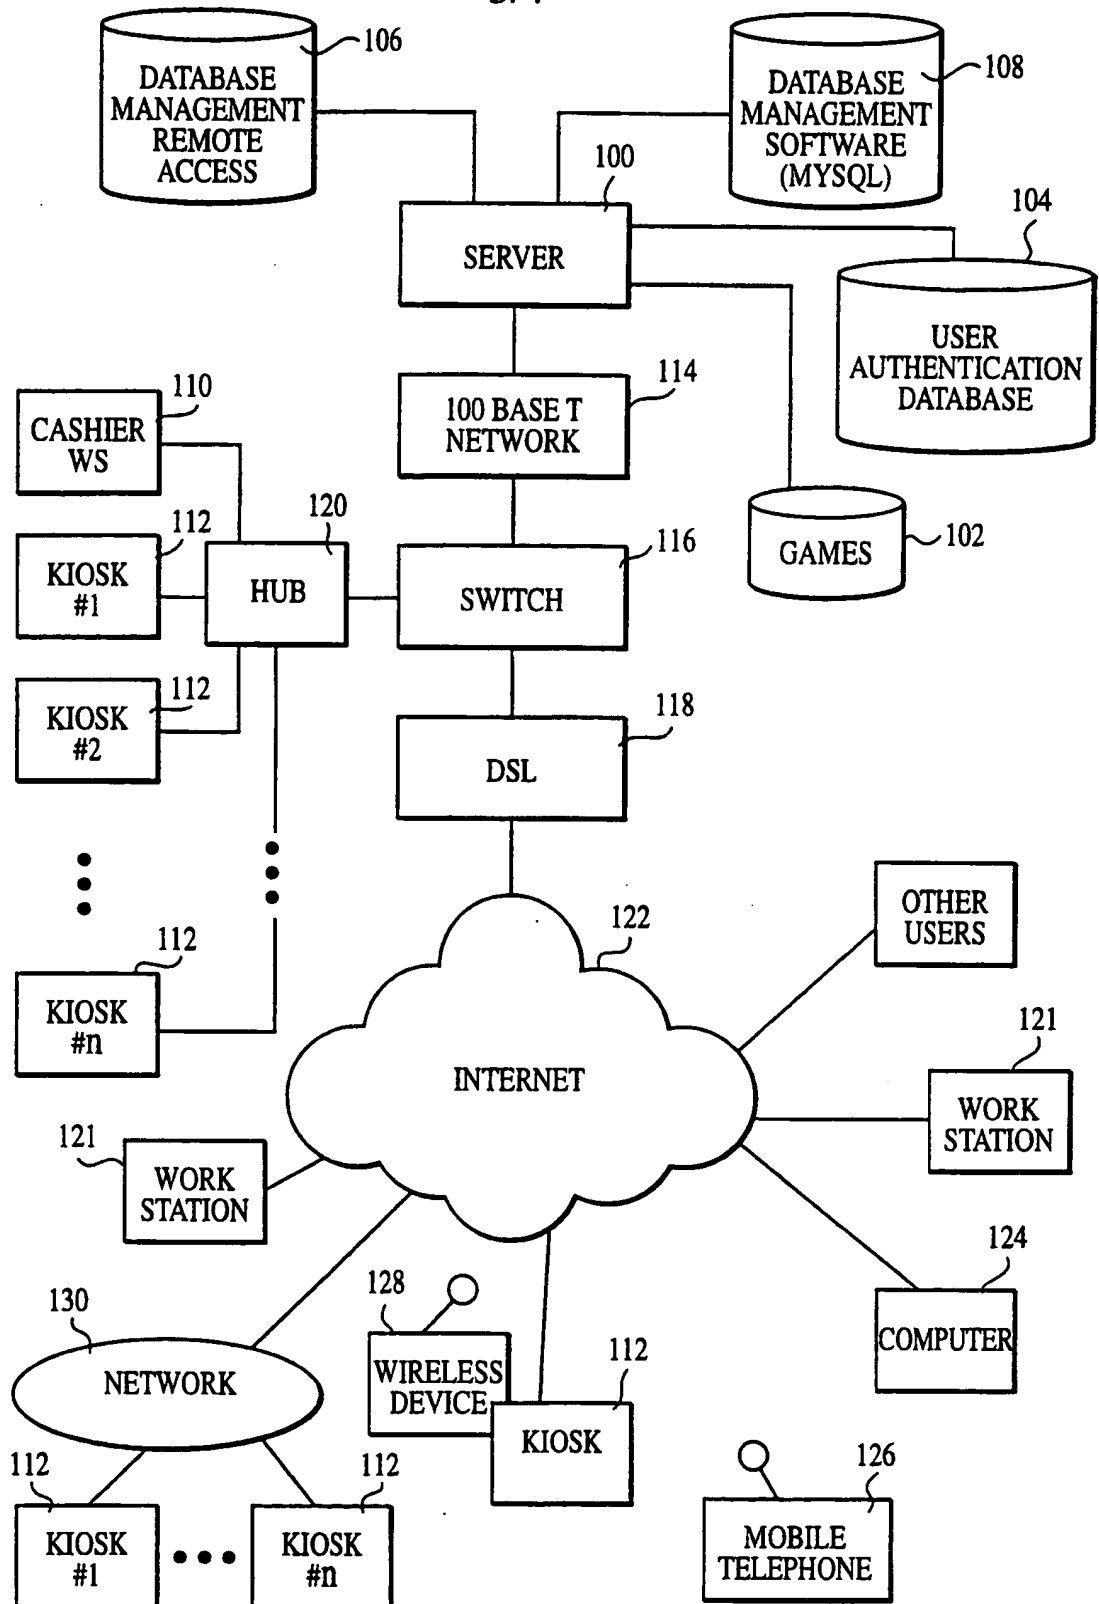 106
DATABASE
MANAGEMENT
REMOTE
ACCESS
108
DATABASE
MANAGEMENT
SOFTWARE
(MYSQL)
100
SERVER
104
USER
AUTHENTICATION
DATABASE
114
100 BASE T
NETWORK
110
CASHIER
WS
102
GAMES
120
HUB
116
SWITCH
112
KIOSK
#1
112
KIOSK
#2
118
DSL
112
KIOSK
#n
122
INTERNET
OTHER
USERS
121
WORK
STATION
121
WORK
STATION
124
COMPUTER
130
NETWORK
128
WIRELESS
DEVICE
112
KIOSK
112
KIOSK
#1
112
KIOSK
#n
126
MOBILE
TELEPHONE